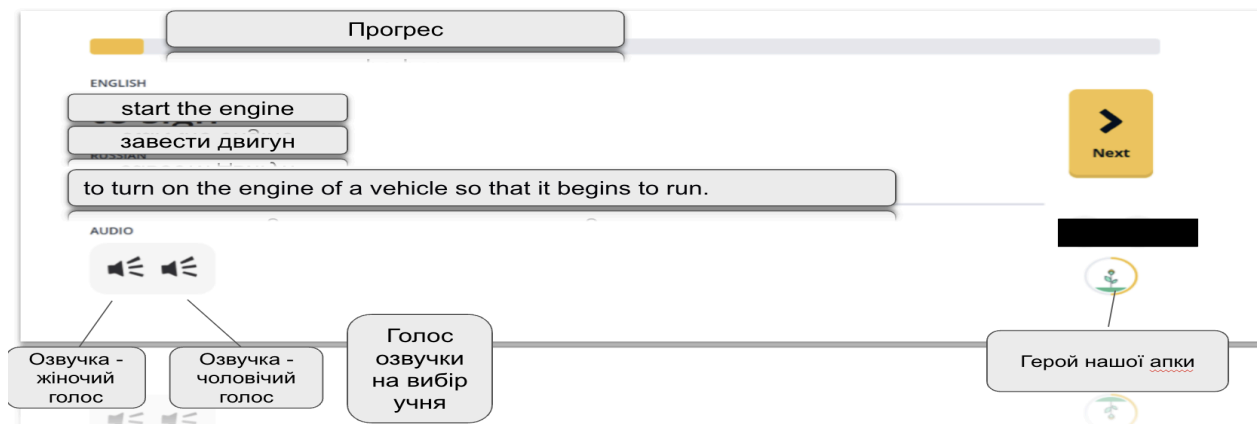 Прогрес
ENGLISH
start the engine
завести двигун
RUSSIAN
to turn on the engine of a vehicle so that it begins to run.
Next
AUDIO
Озвучка -
жіночий
голос
Озвучка -
чоловічий
голос
Голос
озвучки
на вибір
учня
Герой нашої апки